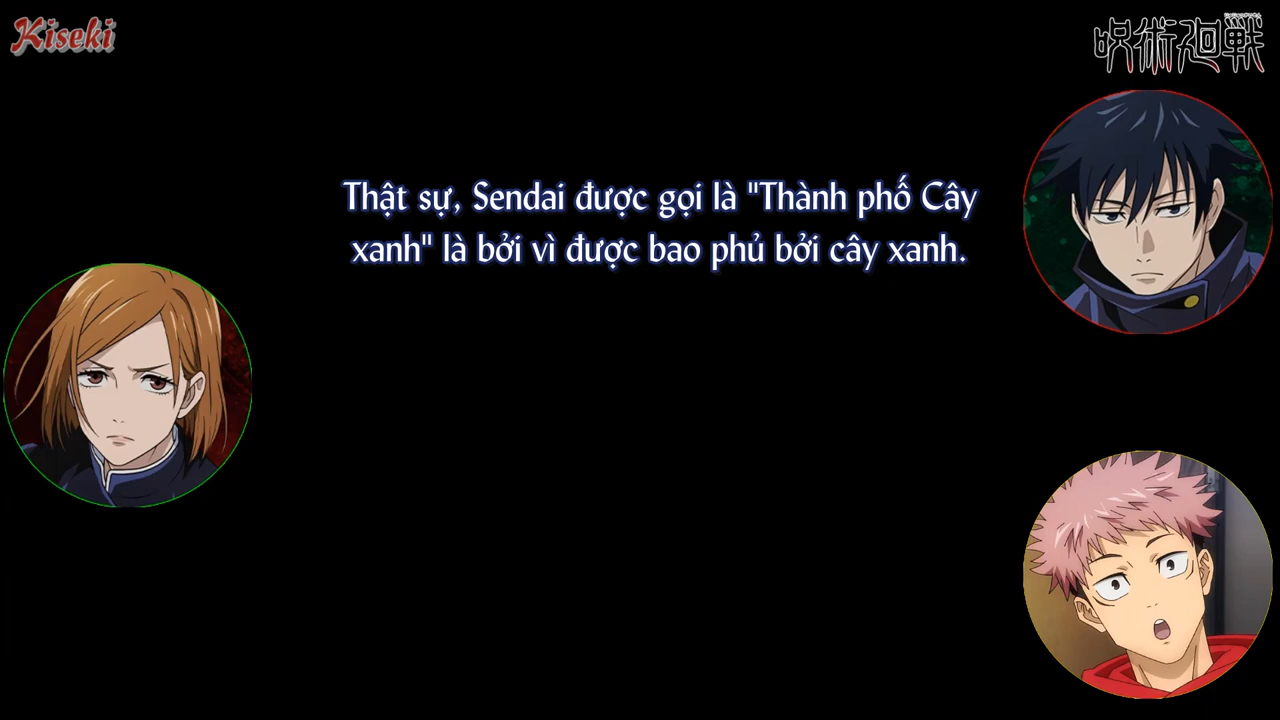 Kiseki
呪術廻戦
Thật sự, Sendai được gọi là "Thành phố Cây
xanh" là bởi vì được bao phủ bởi cây xanh.